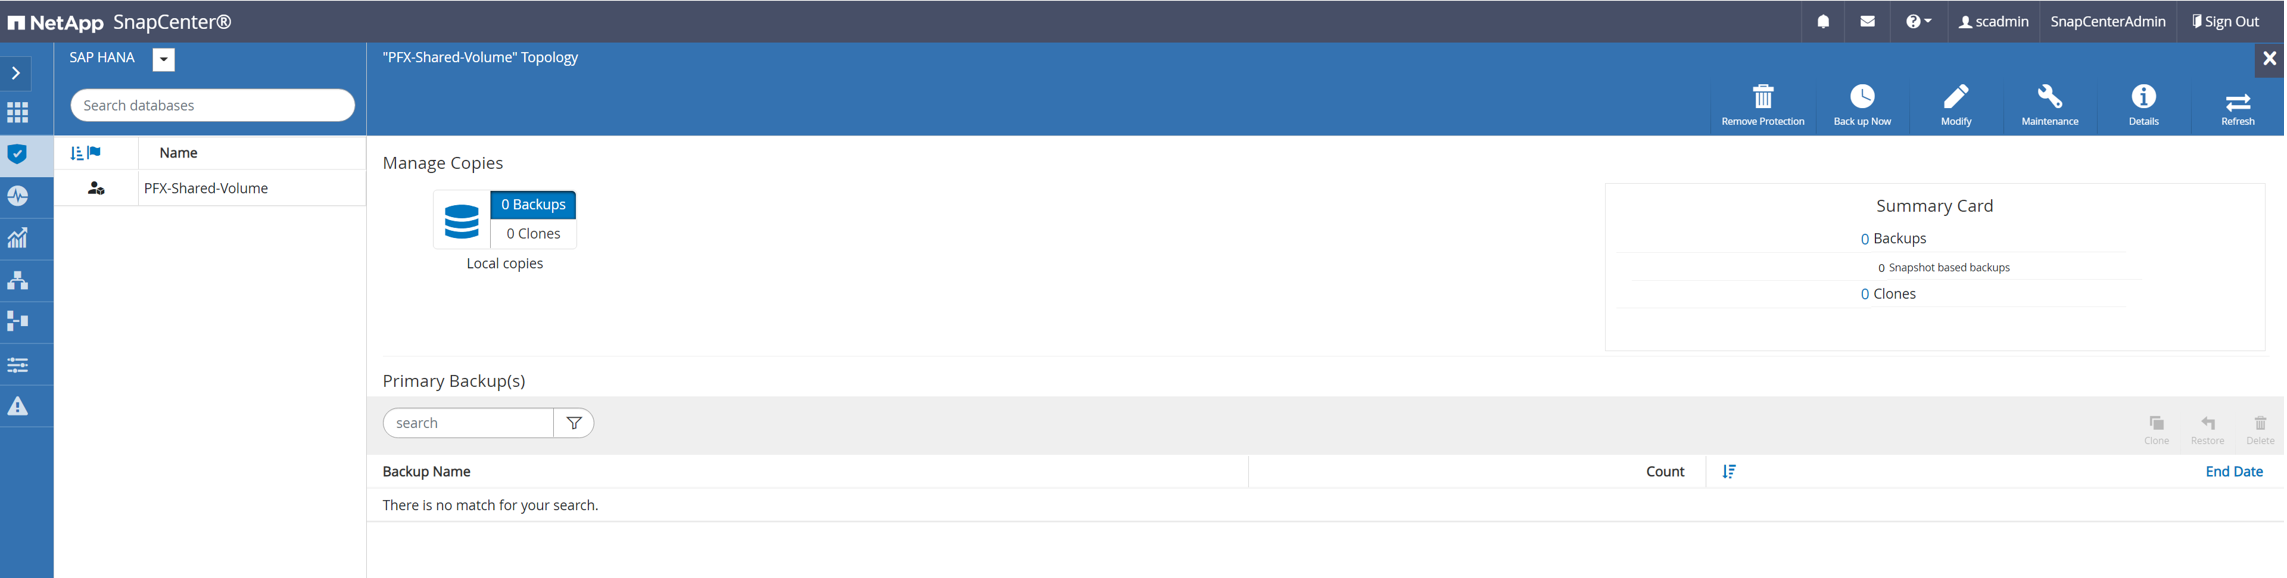 NetApp SnapCenter®
scadmin SnapCenterAdmin Sign Out
SAP HANA
Search databases
Name
PFX-Shared-Volume
"PFX-Shared-Volume" Topology
Remove Protection Back up Now Modify Maintenance Details Refresh
Manage Copies
0 Backups
0 Clones
Local copies
Summary Card
0 Backups
0 Snapshot based backups
0 Clones
Primary Backup(s)
search
Clone Restore Delete
Backup Name Count End Date
There is no match for your search.